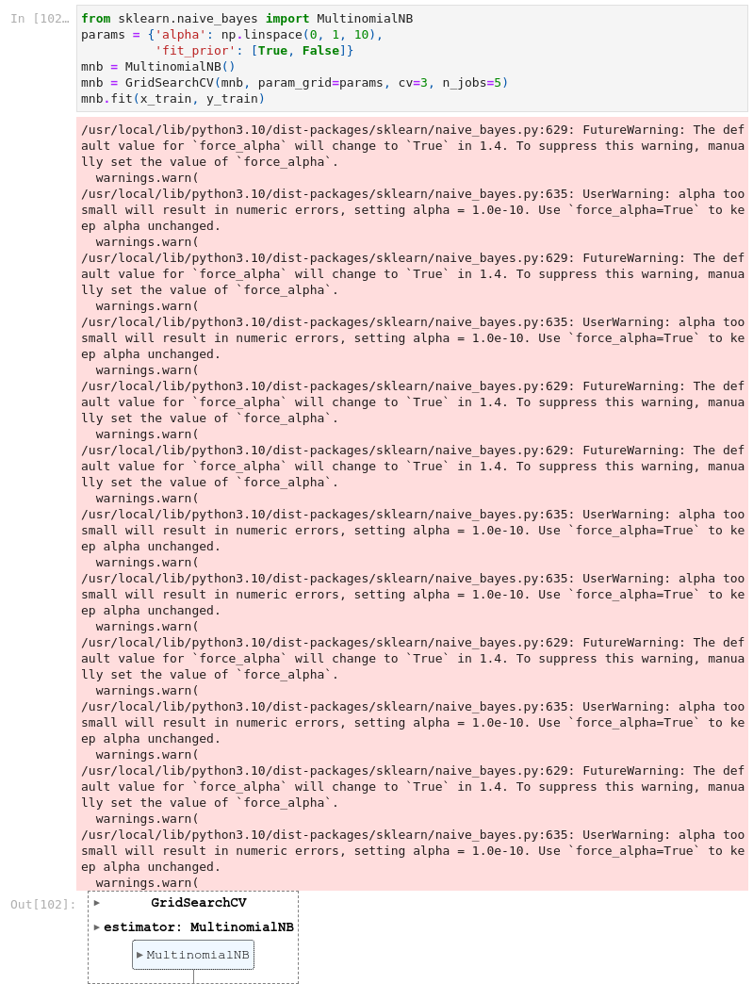 In [102… from sklearn.naive_bayes import MultinomialNB
params = {'alpha': np.linspace(0, 1, 10),
          'fit_prior': [True, False]}
mnb = MultinomialNB()
mnb = GridSearchCV(mnb, param_grid=params, cv=3, n_jobs=5)
mnb.fit(x_train, y_train)
/usr/local/lib/python3.10/dist-packages/sklearn/naive_bayes.py:629: FutureWarning: The def
ault value for `force_alpha` will change to `True` in 1.4. To suppress this warning, manua
lly set the value of `force_alpha`.
  warnings.warn(
/usr/local/lib/python3.10/dist-packages/sklearn/naive_bayes.py:635: UserWarning: alpha too
small will result in numeric errors, setting alpha = 1.0e-10. Use `force_alpha=True` to ke
ep alpha unchanged.
  warnings.warn(
/usr/local/lib/python3.10/dist-packages/sklearn/naive_bayes.py:629: FutureWarning: The def
ault value for `force_alpha` will change to `True` in 1.4. To suppress this warning, manua
lly set the value of `force_alpha`.
  warnings.warn(
/usr/local/lib/python3.10/dist-packages/sklearn/naive_bayes.py:635: UserWarning: alpha too
small will result in numeric errors, setting alpha = 1.0e-10. Use `force_alpha=True` to ke
ep alpha unchanged.
  warnings.warn(
/usr/local/lib/python3.10/dist-packages/sklearn/naive_bayes.py:629: FutureWarning: The def
ault value for `force_alpha` will change to `True` in 1.4. To suppress this warning, manua
lly set the value of `force_alpha`.
  warnings.warn(
/usr/local/lib/python3.10/dist-packages/sklearn/naive_bayes.py:629: FutureWarning: The def
ault value for `force_alpha` will change to `True` in 1.4. To suppress this warning, manua
lly set the value of `force_alpha`.
  warnings.warn(
/usr/local/lib/python3.10/dist-packages/sklearn/naive_bayes.py:635: UserWarning: alpha too
small will result in numeric errors, setting alpha = 1.0e-10. Use `force_alpha=True` to ke
ep alpha unchanged.
  warnings.warn(
/usr/local/lib/python3.10/dist-packages/sklearn/naive_bayes.py:635: UserWarning: alpha too
small will result in numeric errors, setting alpha = 1.0e-10. Use `force_alpha=True` to ke
ep alpha unchanged.
  warnings.warn(
/usr/local/lib/python3.10/dist-packages/sklearn/naive_bayes.py:629: FutureWarning: The def
ault value for `force_alpha` will change to `True` in 1.4. To suppress this warning, manua
lly set the value of `force_alpha`.
  warnings.warn(
/usr/local/lib/python3.10/dist-packages/sklearn/naive_bayes.py:635: UserWarning: alpha too
small will result in numeric errors, setting alpha = 1.0e-10. Use `force_alpha=True` to ke
ep alpha unchanged.
  warnings.warn(
/usr/local/lib/python3.10/dist-packages/sklearn/naive_bayes.py:629: FutureWarning: The def
ault value for `force_alpha` will change to `True` in 1.4. To suppress this warning, manua
lly set the value of `force_alpha`.
  warnings.warn(
/usr/local/lib/python3.10/dist-packages/sklearn/naive_bayes.py:635: UserWarning: alpha too
small will result in numeric errors, setting alpha = 1.0e-10. Use `force_alpha=True` to ke
ep alpha unchanged.
  warnings.warn(
Out[102]: ▸ GridSearchCV
▸ estimator: MultinomialNB
▸ MultinomialNB